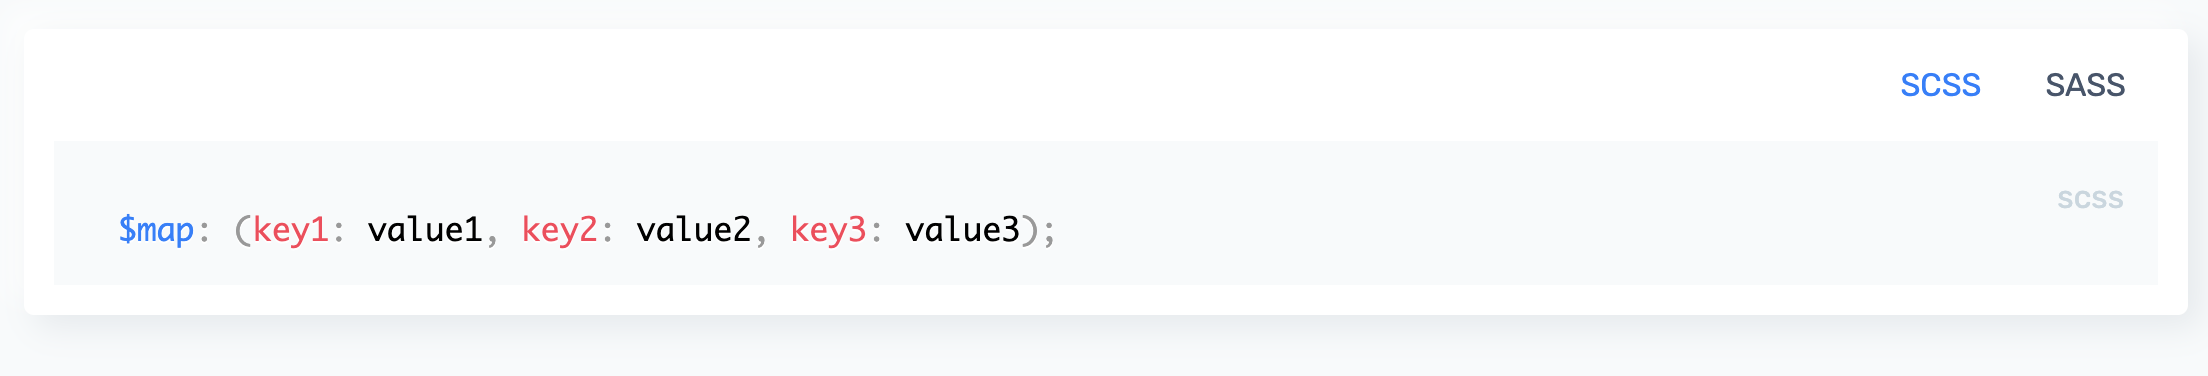 SCSS SASS
SCSS
$map: (key1: value1, key2: value2, key3: value3);